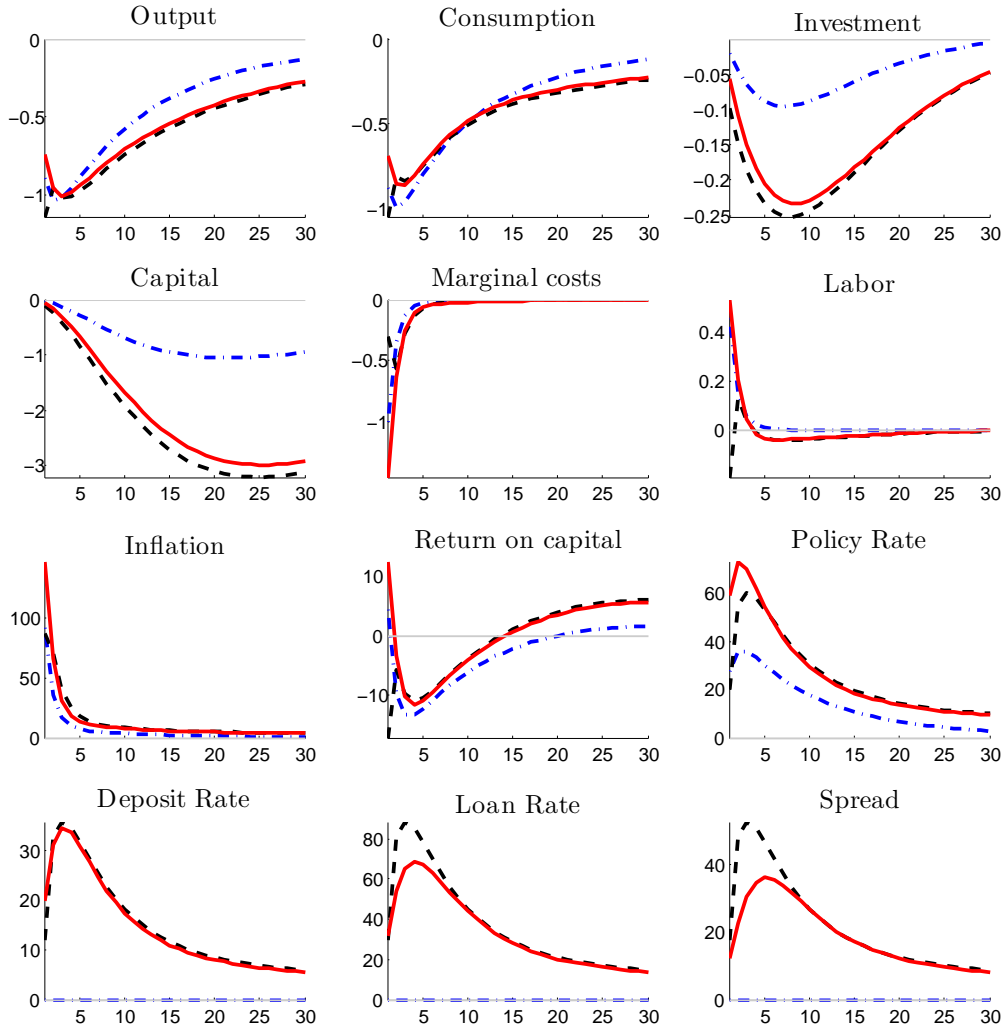 Output
Consumption
Investment
0
−0.5
−1
5 10 15 20 25 30
0
−0.5
−1
5 10 15 20 25 30
−0.05
−0.1
−0.15
−0.2
−0.25
5 10 15 20 25 30
Capital
Marginal costs
Labor
0
−1
−2
−3
5 10 15 20 25 30
0
−0.5
−1
5 10 15 20 25 30
0.4
0.2
0
5 10 15 20 25 30
Inflation
Return on capital
Policy Rate
100
50
0
5 10 15 20 25 30
10
0
−10
5 10 15 20 25 30
60
40
20
0
5 10 15 20 25 30
Deposit Rate
Loan Rate
Spread
30
20
10
0
5 10 15 20 25 30
80
60
40
20
0
5 10 15 20 25 30
40
20
0
5 10 15 20 25 30